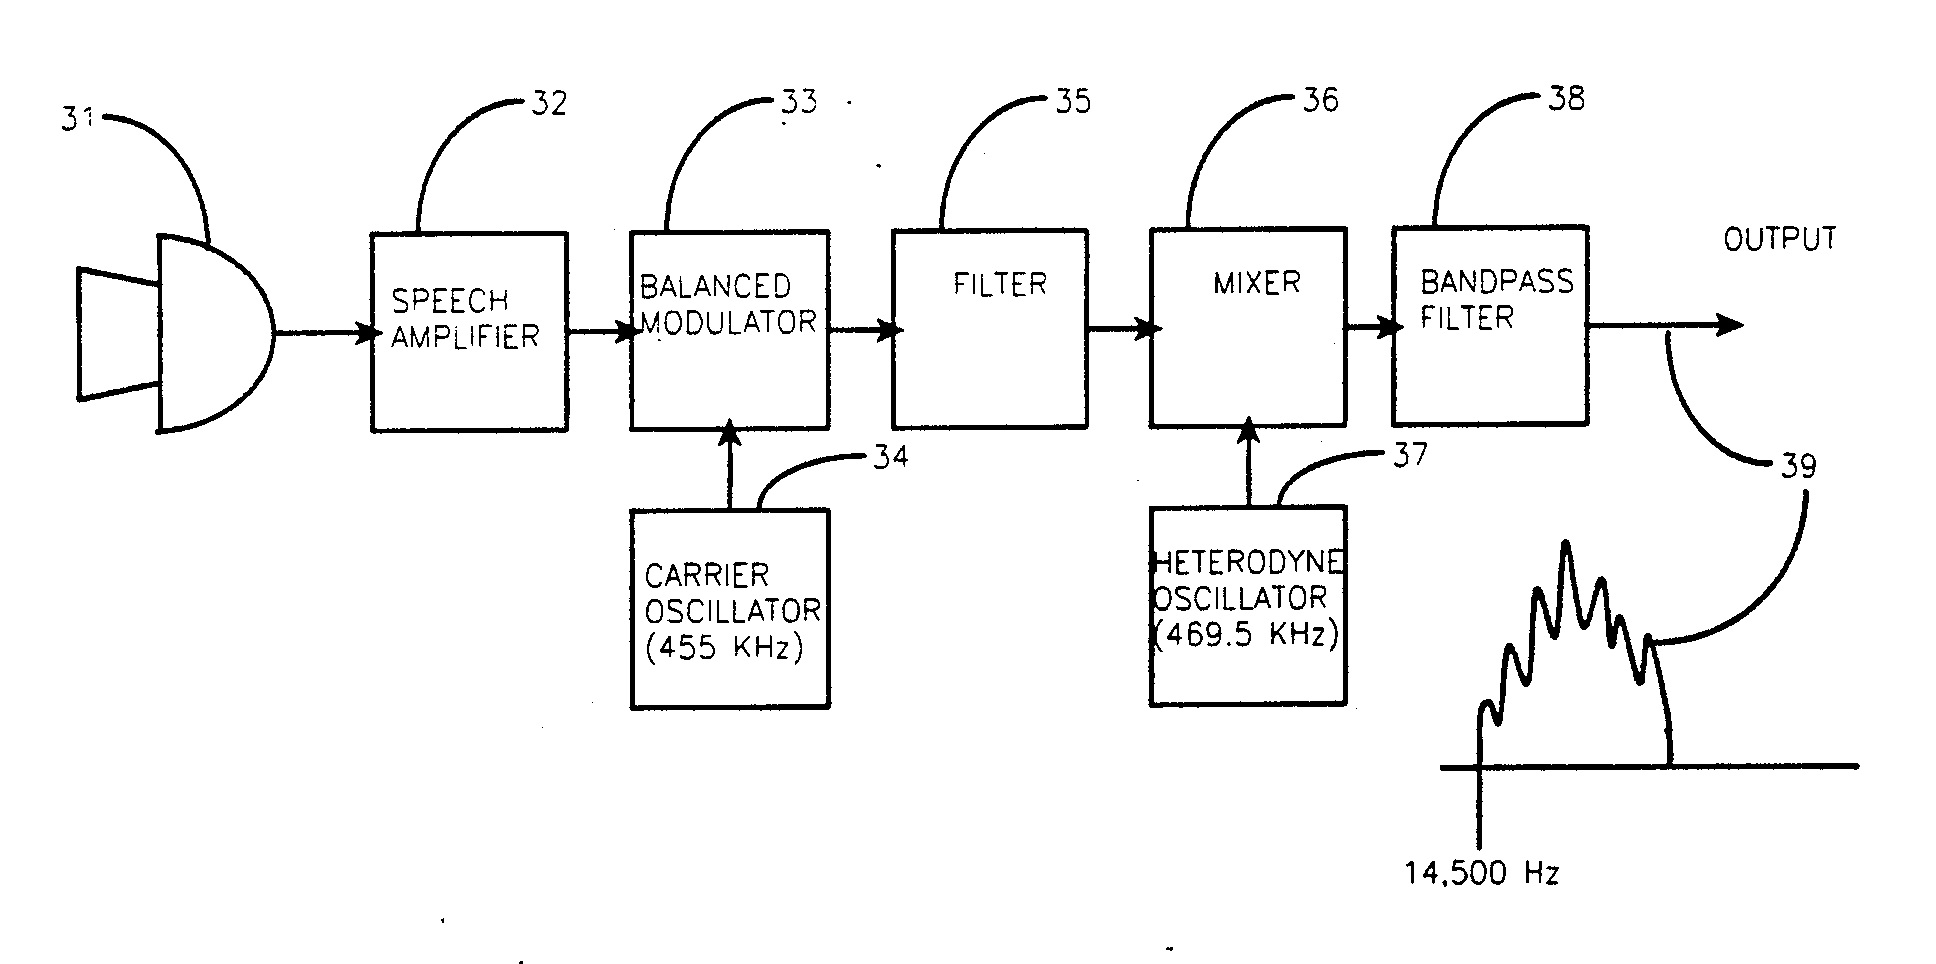 31
32
33
35
36
38
OUTPUT
SPEECH
AMPLIFIER
BALANCED
MODULATOR
FILTER
MIXER
BANDPASS
FILTER
34
37
39
CARRIER
OSCILLATOR
(455 KHz)
HETERODYNE
OSCILLATOR
(469.5 KHz)
14,500 Hz